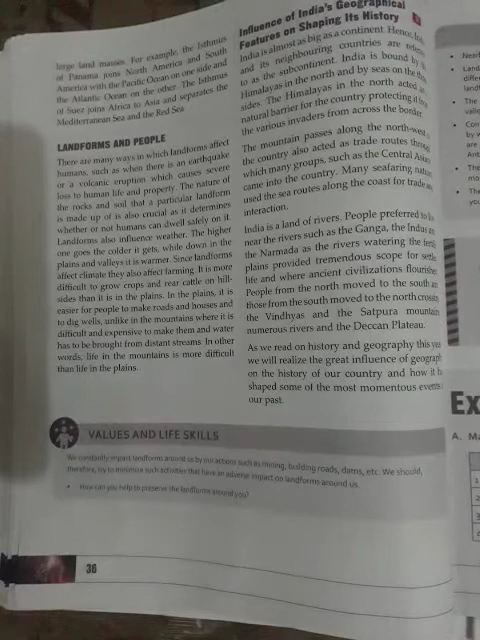 large land masses. For example, the Isthmus
of Panama joins North America and South
America with the Pacific Ocean on one side and
the Atlantic Ocean on the other. The Isthmus
of Suez joins Africa to Asia and separates the
Mediterranean Sea and the Red Sea.
LANDFORMS AND PEOPLE
There are many ways in which landforms affect
humans, such as when there is an earthquake
or a volcanic eruption which causes severe
loss to human life and property. The nature of
the rocks and soil that a particular landform
is made up of is also crucial as it determines
whether or not humans can dwell safely on it.
Landforms also influence weather. The higher
one goes the colder it gets, while down in the
plains and valleys it is warmer. Since landforms
affect climate they also affect farming. It is more
difficult to grow crops and rear cattle on hill-
sides than it is in the plains. In the plains, it is
easier for people to make roads and houses and
to dig wells, unlike in the mountains where it is
difficult and expensive to make them and water
has to be brought from distant streams. In other
words, life in the mountains is more difficult
than life in the plains.
Influence of India's Geographical
Features on Shaping Its History
India is almost as big as a continent. Hence,
and its neighbouring countries are
to as the subcontinent. India is bound by
Himalayas in the north and by seas on the
sides. The Himalayas in the north acted
natural barrier for the country protecting it
the various invaders from across the border.
The mountain passes along the north-west
the country also acted as trade routes
which many groups, such as the Central
came into the country. Many seafaring
used the sea routes along the coast for trade
interaction.
India is a land of rivers. People preferred to
near the rivers such as the Ganga, the Indus
the Narmada as the rivers watering the
plains provided tremendous scope for
life and where ancient civilizations
People from the north moved to the south
those from the south moved to the north
the Vindhyas and the Satpura
numerous rivers and the Deccan Plateau.
As we read on history and geography this
we will realize the great influence of
on the history of our country and how it
shaped some of the most momentous events
our past.
VALUES AND LIFE SKILLS
We constantly impact landforms around us by our actions such as mining, building roads, dams, etc. We should,
therefore, try to minimize such activities that have an adverse impact on landforms around us.
• How can you help to preserve the landforms around you?
36
Ex
A.